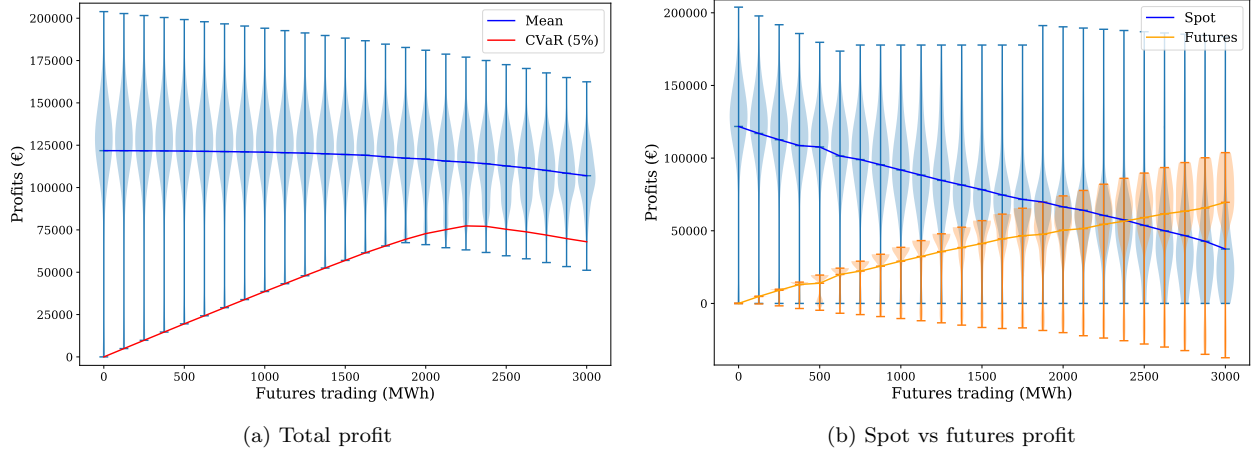 200000
175000
150000
125000
100000
75000
50000
25000
0
Profits (€)
0
500
1000
1500
2000
2500
3000
Futures trading (MWh)
Mean
CVaR (5%)
(a) Total profit
200000
150000
100000
50000
0
Profits (€)
0
500
1000
1500
2000
2500
3000
Futures trading (MWh)
Spot
Futures
(b) Spot vs futures profit